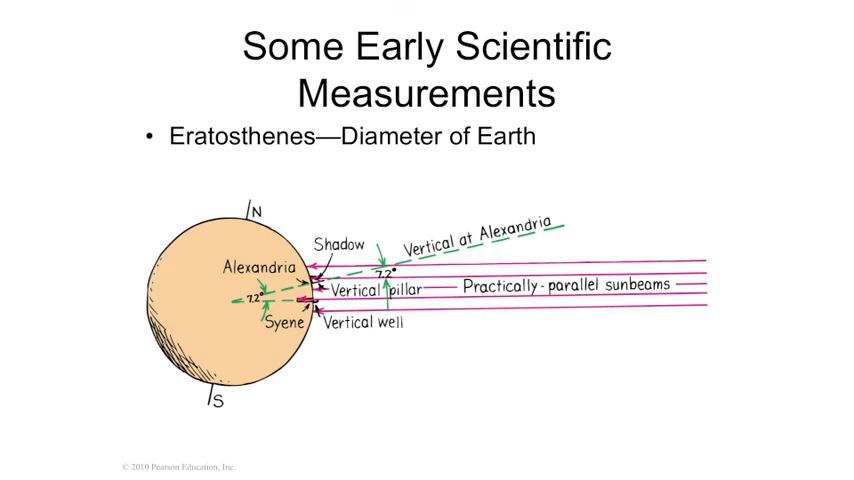 Some Early Scientific
Measurements
• Eratosthenes—Diameter of Earth
N
Vertical at Alexandria
Shadow
Alexandria
7.2°
Vertical pillar
Practically-parallel sunbeams
7.2°
Syene
Vertical well
S
© 2010 Pearson Education, Inc.